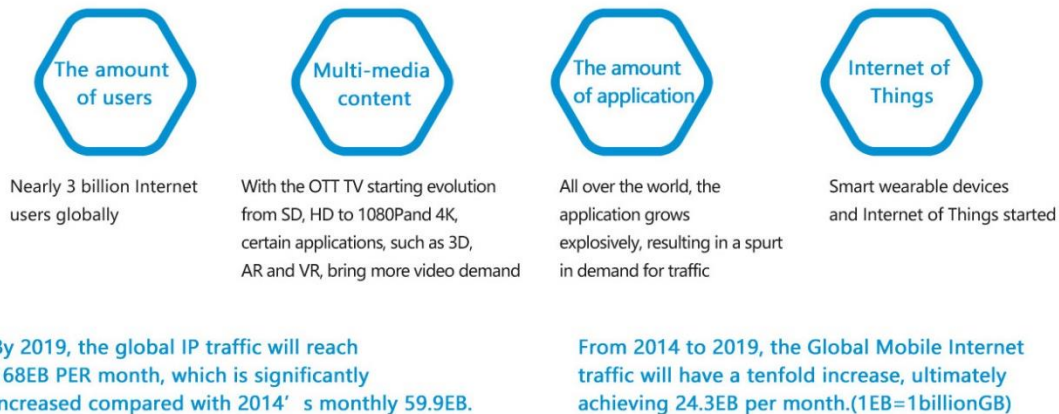 The amount
of users
Multi-media
content
The amount
of application
Internet of
Things
Nearly 3 billion Internet
users globally
With the OTT TV starting evolution
from SD, HD to 1080Pand 4K,
certain applications, such as 3D,
AR and VR, bring more video demand
All over the world, the
application grows
explosively, resulting in a spurt
in demand for traffic
Smart wearable devices
and Internet of Things started
By 2019, the global IP traffic will reach
68EB PER month, which is significantly
increased compared with 2014’s monthly 59.9EB.
From 2014 to 2019, the Global Mobile Internet
traffic will have a tenfold increase, ultimately
achieving 24.3EB per month.(1EB=1billionGB)